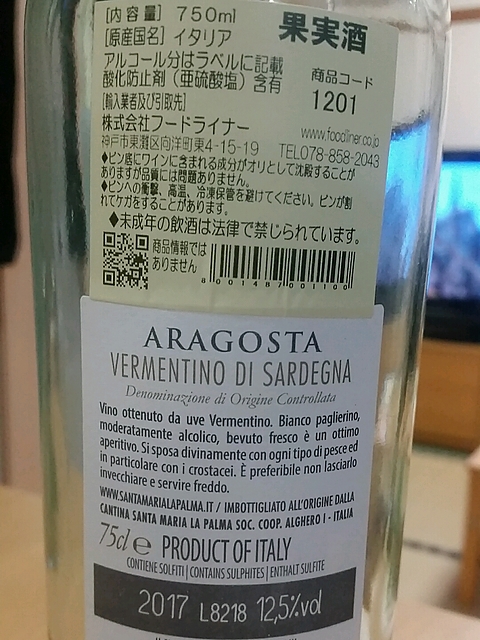 [内容量] 750ml
果実酒
[原産国名] イタリア
アルコール分はラベルに記載
酸化防止剤(亜硫酸塩)含有
商品コード
1201
[輸入業者及び引取先]
株式会社フードライナー
www.foodliner.co.jp
神戸市東灘区向洋町東4-15-19 TEL078-858-2043
◆ビン底にワインに含まれる成分がオリとして沈殿することが
ありますが品質には問題ありません。
◆ビンへの衝撃、高温、冷凍保管を避けてください。ビンが割
れてケガをすることがあります。
◆未成年の飲酒は法律で禁じられています。
商品情報では
ありません
8 001487 001100
ARAGOSTA
VERMENTINO DI SARDEGNA
Denominazione di Origine Controllata
Vino ottenuto da uve Vermentino. Bianco paglierino,
moderatamente alcolico, bevuto fresco è un ottimo
aperitivo. Si sposa divinamente con ogni tipo di pesce ed
in particolare con i crostacei. È preferibile non lasciarlo
invecchiare e servire freddo.
WWW.SANTAMARIALAPALMA.IT / IMBOTTIGLIATO ALL'ORIGINE DALLA
CANTINA SANTA MARIA LA PALMA SOC. COOP. ALGHERO I - ITALIA
75cl e PRODUCT OF ITALY
CONTIENE SOLFITI | CONTAINS SULPHITES | ENTHALT SULFITE
2017 L8218 12,5%vol